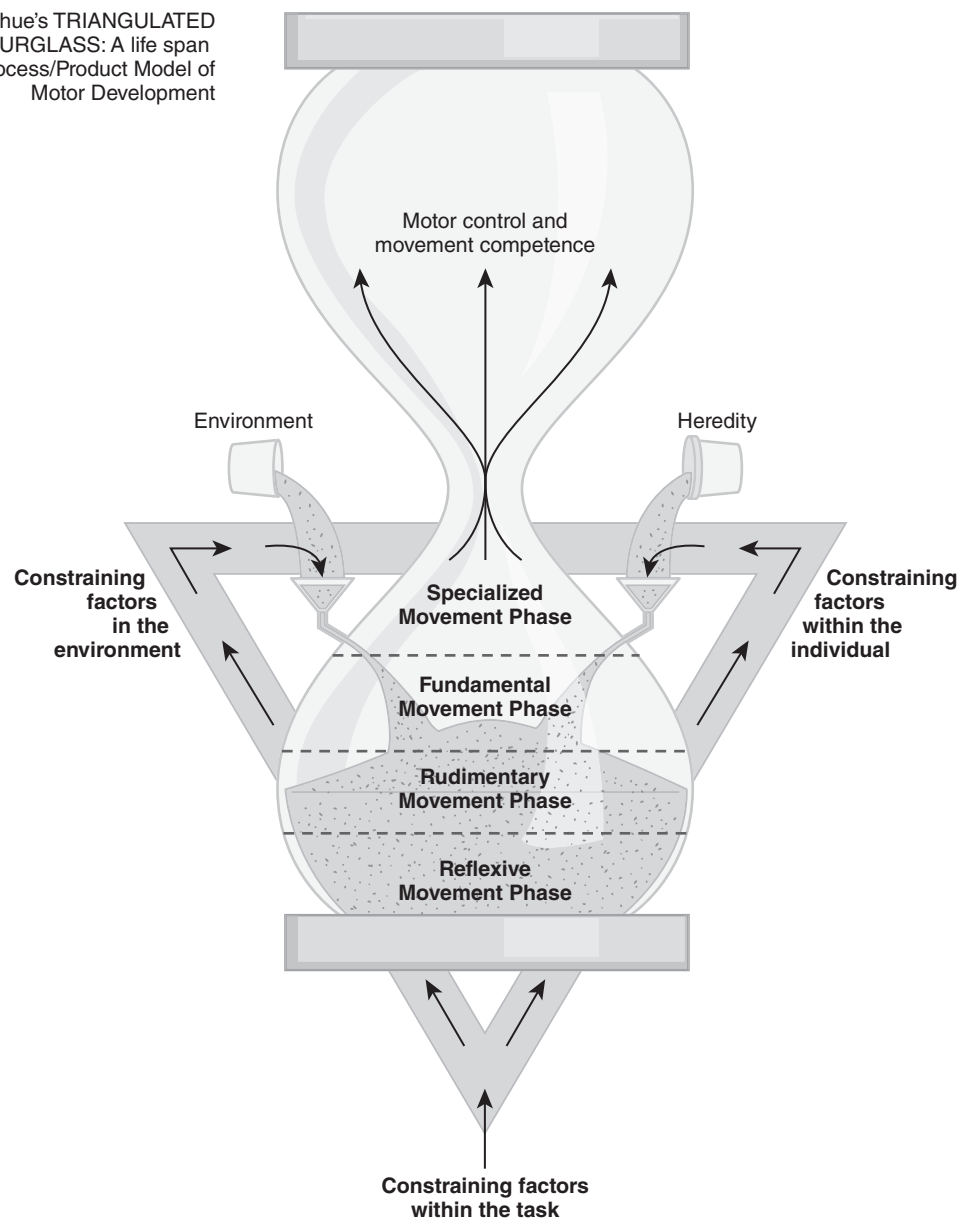 hue's TRIANGULATED
URGLASS: A life span
ocess/Product Model of
Motor Development
Motor control and
movement competence
Environment
Heredity
Constraining
factors
in the
environment
Constraining
factors
within the
individual
Specialized
Movement Phase
Fundamental
Movement Phase
Rudimentary
Movement Phase
Reflexive
Movement Phase
Constraining factors
within the task